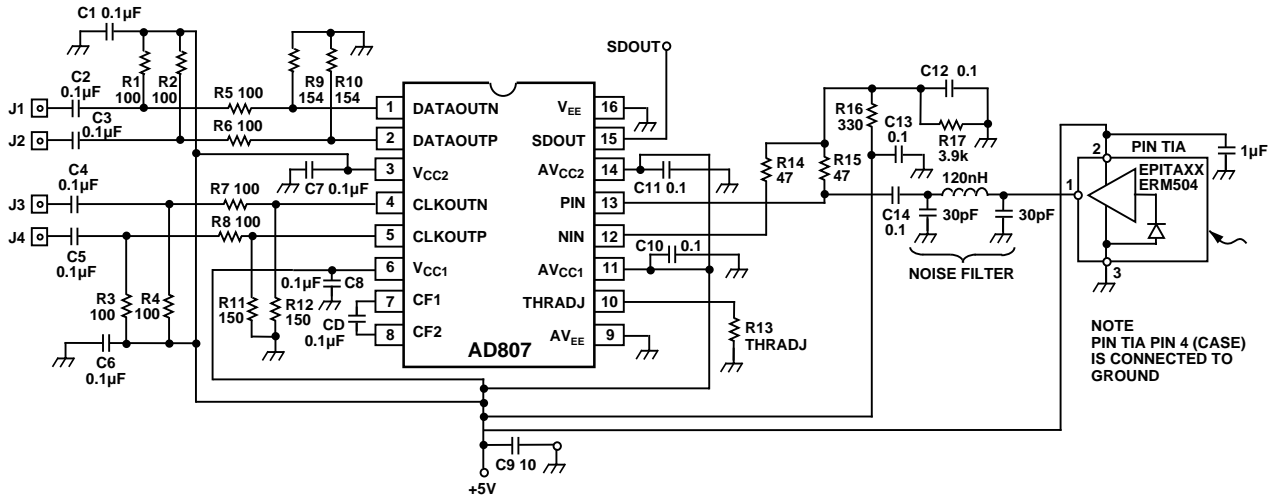 C1 0.1µF
R1
100
R2
100
R9
154
R10
154
SDOUT
C2
0.1µF
J1
R5 100
C3
0.1µF
J2
R6 100
C7 0.1µF
C4
0.1µF
J3
R7 100
J4
R8 100
C5
0.1µF
R3
100
R4
100
C6
0.1µF
0.1µF
C8
R11
150
R12
150
CD
0.1µF
1 DATAOUTN
2 DATAOUTP
3 VCC2
4 CLKOUTN
5 CLKOUTP
6 VCC1
7 CF1
8 CF2
VEE 16
SDOUT 15
AVCC2 14
PIN 13
NIN 12
AVCC1 11
THRADJ 10
AVEE 9
AD807
C11 0.1
C10 0.1
R13
THRADJ
R14
47
R15
47
R16
330
C12 0.1
C13
0.1
R17
3.9k
C14
0.1
120nH
30pF
30pF
NOISE FILTER
1
2
3
PIN TIA
EPITAXX
ERM504
1µF
NOTE
PIN TIA PIN 4 (CASE)
IS CONNECTED TO
GROUND
C9 10
+5V